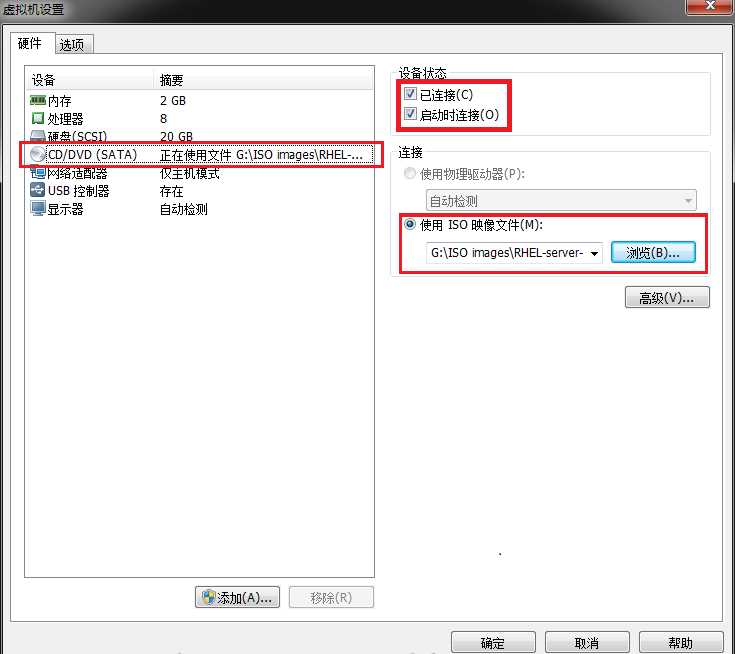 虚拟机设置
硬件 选项
设备 摘要
内存 2 GB
处理器 8
硬盘(SCSI) 20 GB
CD/DVD (SATA) 正在使用文件 G:\ISO images\RHEL-...
网络适配器 仅主机模式
USB 控制器 存在
显示器 自动检测
设备状态
已连接(C)
启动时连接(O)
连接
使用物理驱动器(P):
自动检测
使用 ISO 映像文件(M):
G:\ISO images\RHEL-server- 浏览(B)...
高级(V)...
添加(A)... 移除(R)
确定 取消 帮助